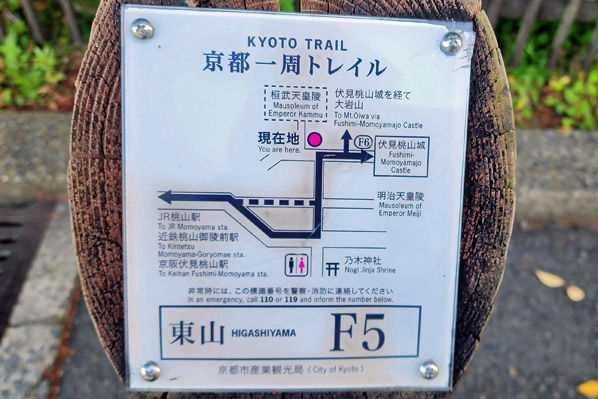 KYOTO TRAIL
京都一周トレイル
桓武天皇陵
Mausoleum of
Emperor Kammu
伏見桃山城を経て
大岩山
To Mt.Oiwa via
Fushimi-Momoyamajo Castle
現在地
You are here.
F6
伏見桃山城
Fushimi-
Momoyamajo
Castle
明治天皇陵
Mausoleum of
Emperor Meiji
JR桃山駅
To JR Momoyama sta.
近鉄桃山御陵前駅
To Kintetsu
Momoyama-Goryomae sta.
京阪伏見桃山駅
To Keihan Fushimi-Momoyama sta.
乃木神社
Nogi Jinja Shrine
非常時には、この標識番号を警察・消防に連絡してください
In an emergency, call 110 or 119 and inform the number below.
東山 HIGASHIYAMA F5
京都市産業観光局 (City of Kyoto)